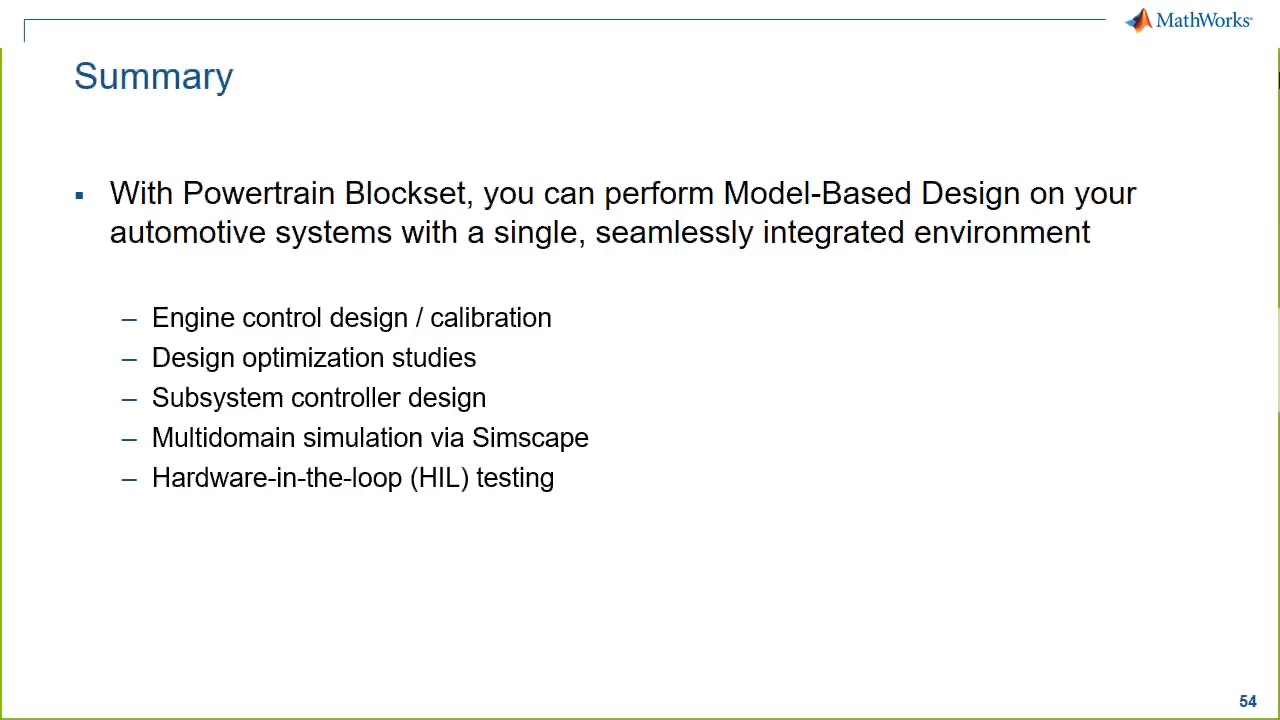 MathWorks
Summary
▪ With Powertrain Blockset, you can perform Model-Based Design on your
automotive systems with a single, seamlessly integrated environment
– Engine control design / calibration
– Design optimization studies
– Subsystem controller design
– Multidomain simulation via Simscape
– Hardware-in-the-loop (HIL) testing
54